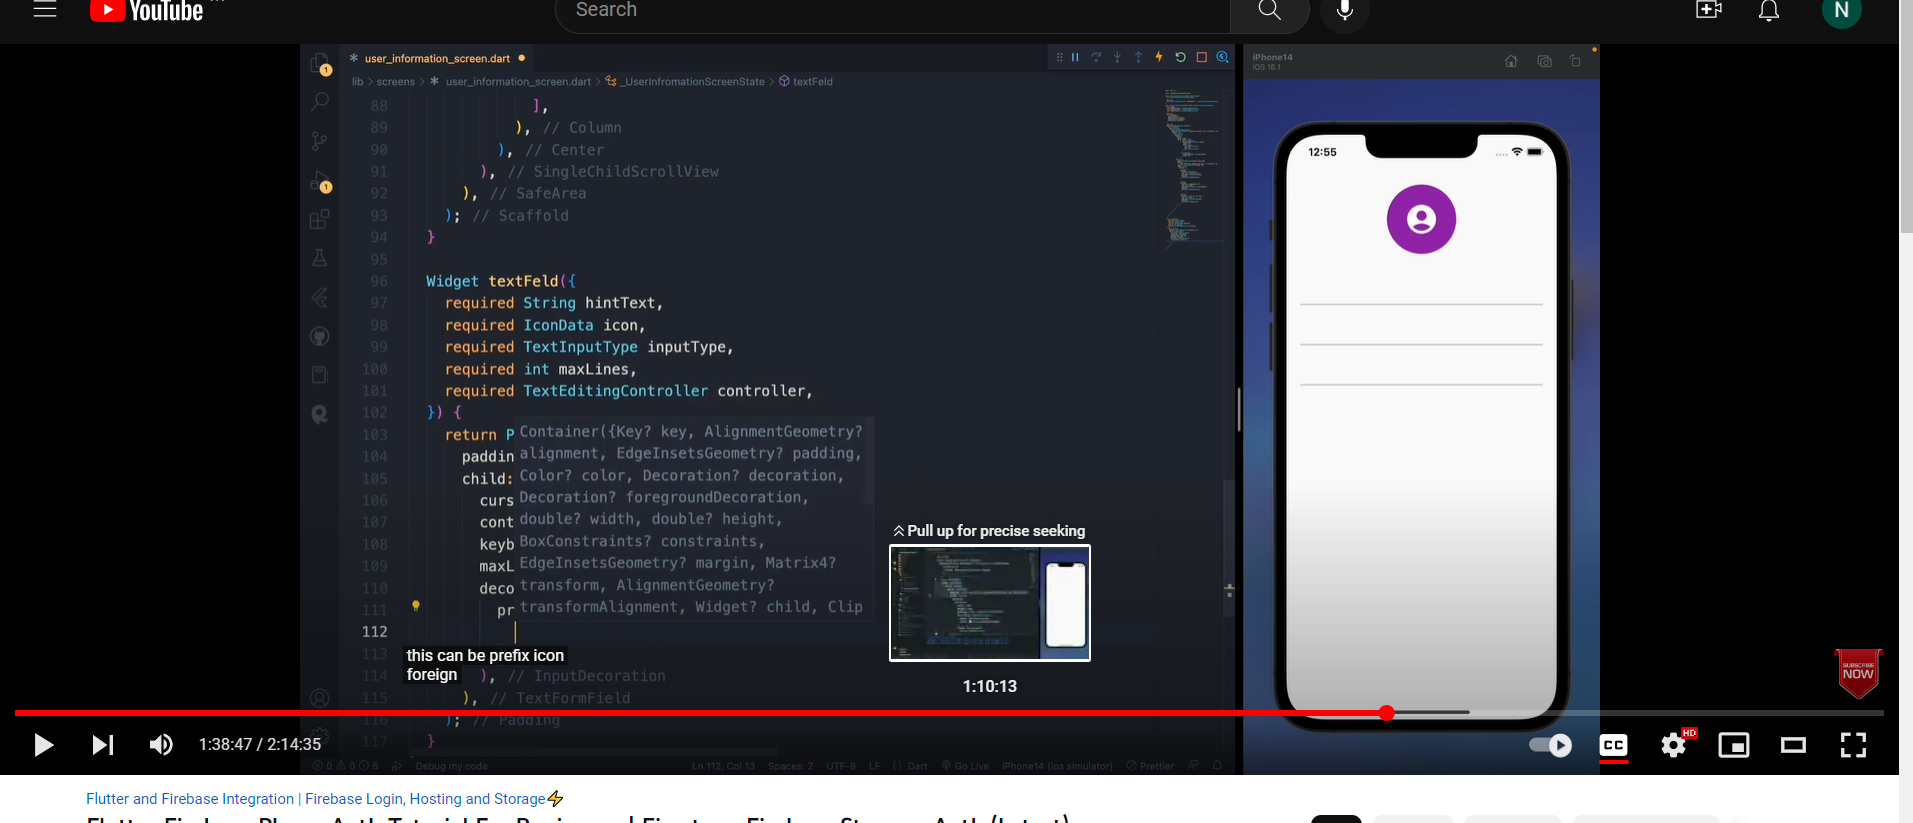 YouTube
Search
N
user_information_screen.dart
lib > screens > user_information_screen.dart > _UserInfromationScreenState > textFeld
88 ],
89 ), // Column
90 ), // Center
91 ), // SingleChildScrollView
92 ), // SafeArea
93 ); // Scaffold
94 }
95
96 Widget textFeld({
97 required String hintText,
98 required IconData icon,
99 required TextInputType inputType,
100 required int maxLines,
101 required TextEditingController controller,
102 }) {
103 return P
104 paddin
105 child:
106 curs
107 cont
108 keyb
109 maxL
110 deco
111 pr
112
113
114 ), // InputDecoration
115 ), // TextFormField
116 ); // Padding
117 }
Container({Key? key, AlignmentGeometry?
alignment, EdgeInsetsGeometry? padding,
Color? color, Decoration? decoration,
Decoration? foregroundDecoration,
double? width, double? height,
BoxConstraints? constraints,
EdgeInsetsGeometry? margin, Matrix4?
transform, AlignmentGeometry?
transformAlignment, Widget? child, Clip
this can be prefix icon
foreign
Pull up for precise seeking
1:10:13
iPhone14
iOS 16.1
12:55
SUBSCRIBE
NOW
1:38:47 / 2:14:35
CC
HD
0 0 5 Debug my code Ln 112, Col 13 Spaces: 2 UTF-8 LF Dart Go Live iPhone14 (ios simulator) Prettier
Flutter and Firebase Integration | Firebase Login, Hosting and Storage⚡